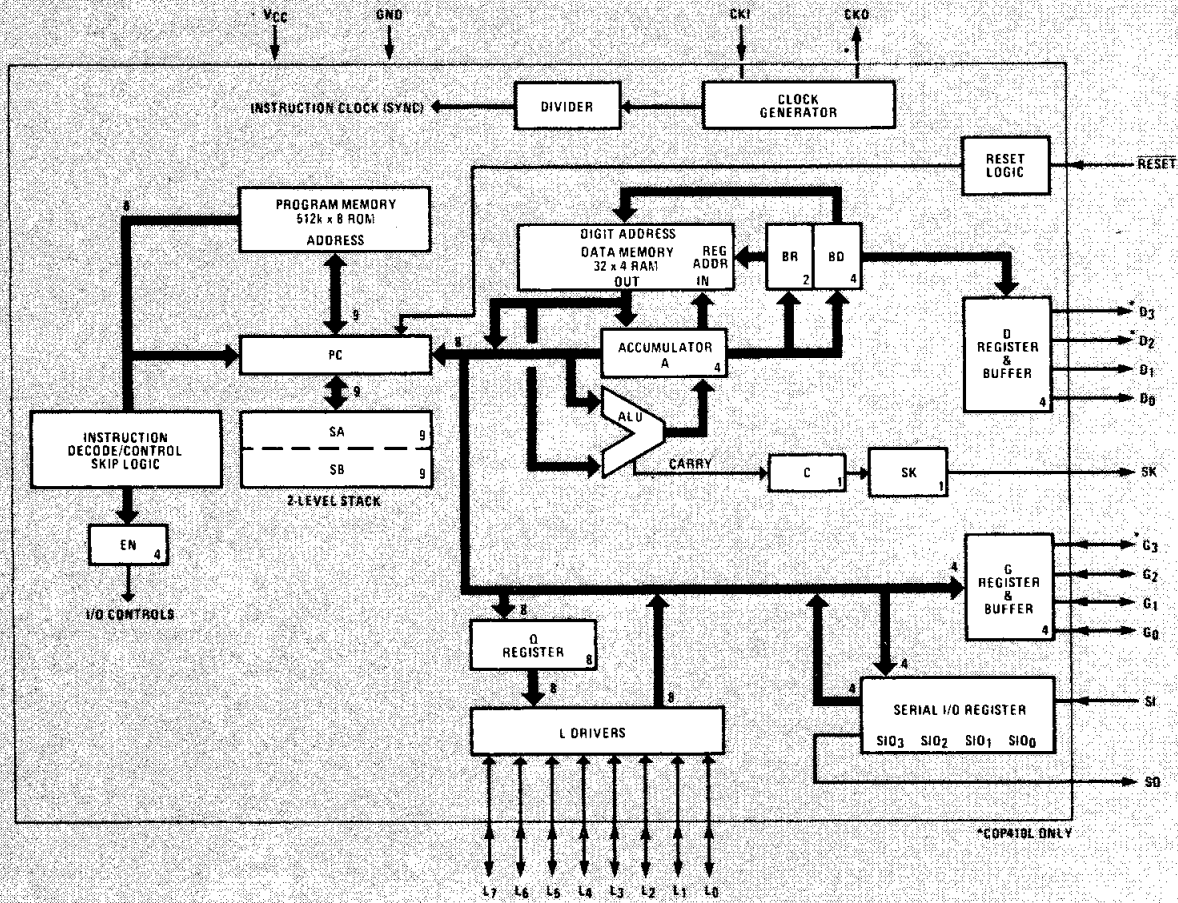 VCC
GND
CKI
CKO
*
INSTRUCTION CLOCK (SYNC)
DIVIDER
CLOCK
GENERATOR
RESET
LOGIC
RESET
8
PROGRAM MEMORY
512k x 8 ROM
ADDRESS
DIGIT ADDRESS
DATA MEMORY
32 x 4 RAM
OUT
REG
ADDR
IN
BR
2
BD
4
9
PC
8
ACCUMULATOR
A
4
D
REGISTER
&
BUFFER
4
*D3
*D2
D1
D0
9
INSTRUCTION
DECODE/CONTROL
SKIP LOGIC
SA
9
SB
9
2-LEVEL STACK
ALU
CARRY
C
1
SK
1
SK
EN
4
I/O CONTROLS
4
G
REGISTER
&
BUFFER
4
*G3
G2
G1
G0
8
Q
REGISTER
8
8
8
L DRIVERS
4
4
SERIAL I/O REGISTER
SIO3 SIO2 SIO1 SIO0
SI
SO
*COP410L ONLY
L7 L6 L5 L4 L3 L2 L1 L0